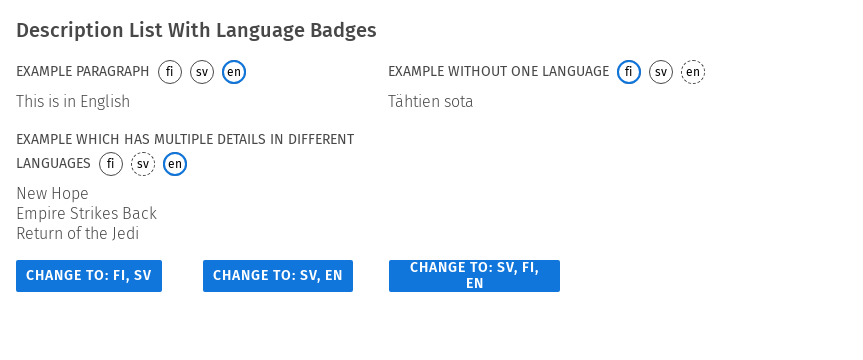 Description List With Language Badges
EXAMPLE PARAGRAPH fi sv en
This is in English
EXAMPLE WITHOUT ONE LANGUAGE fi sv en
Tähtien sota
EXAMPLE WHICH HAS MULTIPLE DETAILS IN DIFFERENT
LANGUAGES fi sv en
New Hope
Empire Strikes Back
Return of the Jedi
CHANGE TO: FI, SV
CHANGE TO: SV, EN
CHANGE TO: SV, FI,
EN